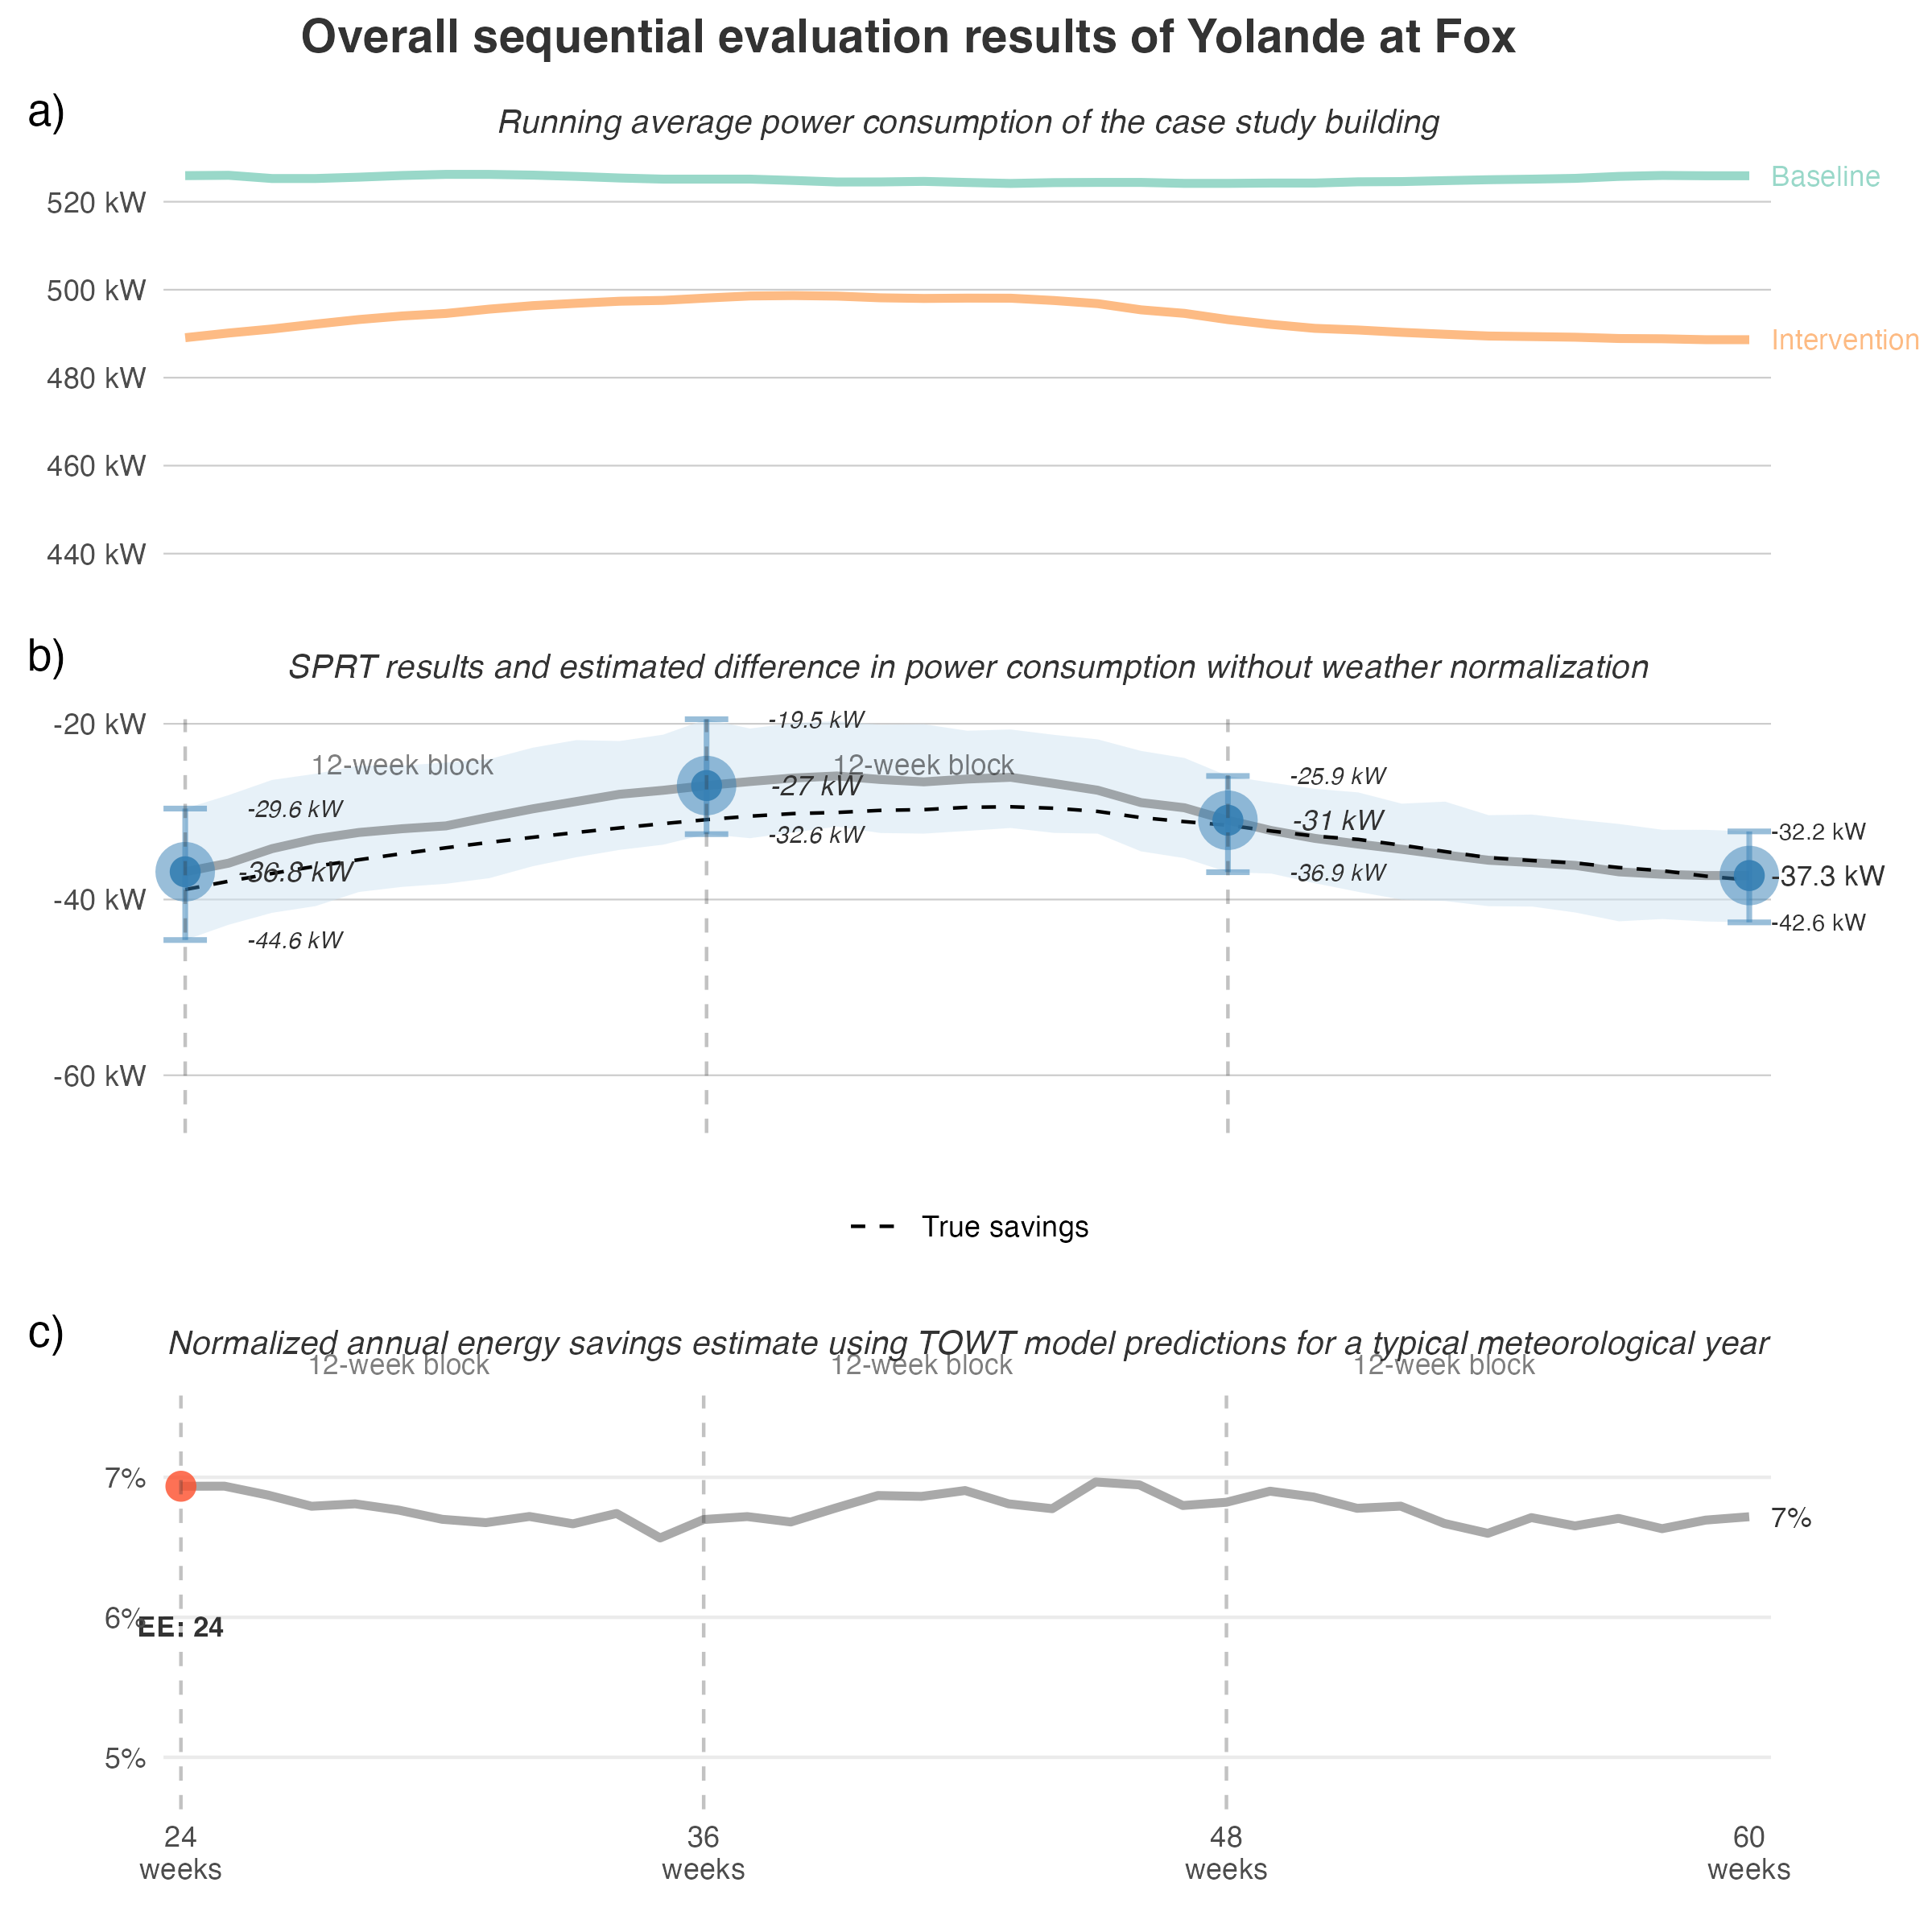 Overall sequential evaluation results of Yolande at Fox
a)
Running average power consumption of the case study building
520 kW
500 kW
480 kW
460 kW
440 kW
Baseline
Intervention
b)
SPRT results and estimated difference in power consumption without weather normalization
-20 kW
-40 kW
-60 kW
12-week block
12-week block
-29.6 kW
-36.8 kW
-44.6 kW
-19.5 kW
-27 kW
-32.6 kW
-25.9 kW
-31 kW
-36.9 kW
-32.2 kW
-37.3 kW
-42.6 kW
True savings
c)
Normalized annual energy savings estimate using TOWT model predictions for a typical meteorological year
12-week block
12-week block
12-week block
7%
6%
5%
EE: 24
7%
24
weeks
36
weeks
48
weeks
60
weeks